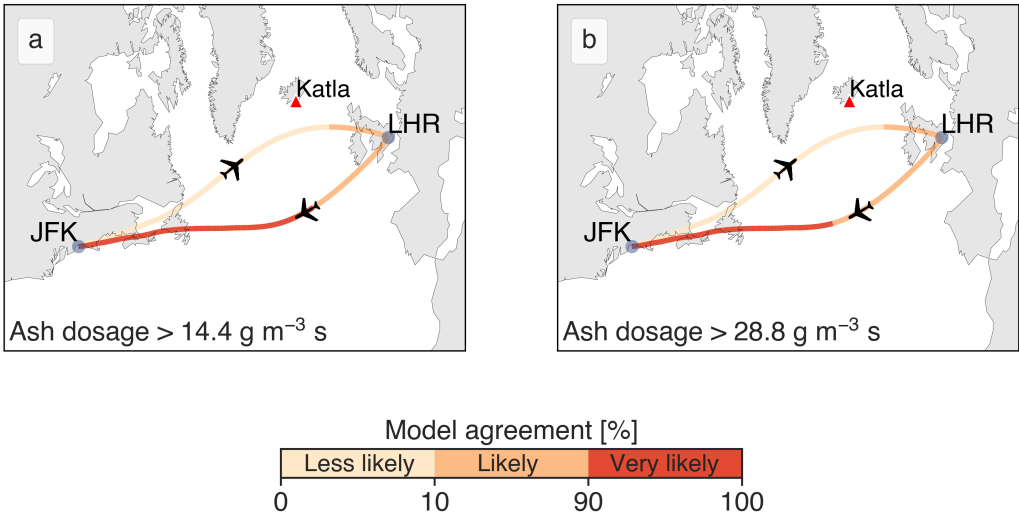 a
Katla
LHR
JFK
Ash dosage > 14.4 g m⁻³ s
b
Katla
LHR
JFK
Ash dosage > 28.8 g m⁻³ s
Model agreement [%]
Less likely Likely Very likely
0 10 90 100